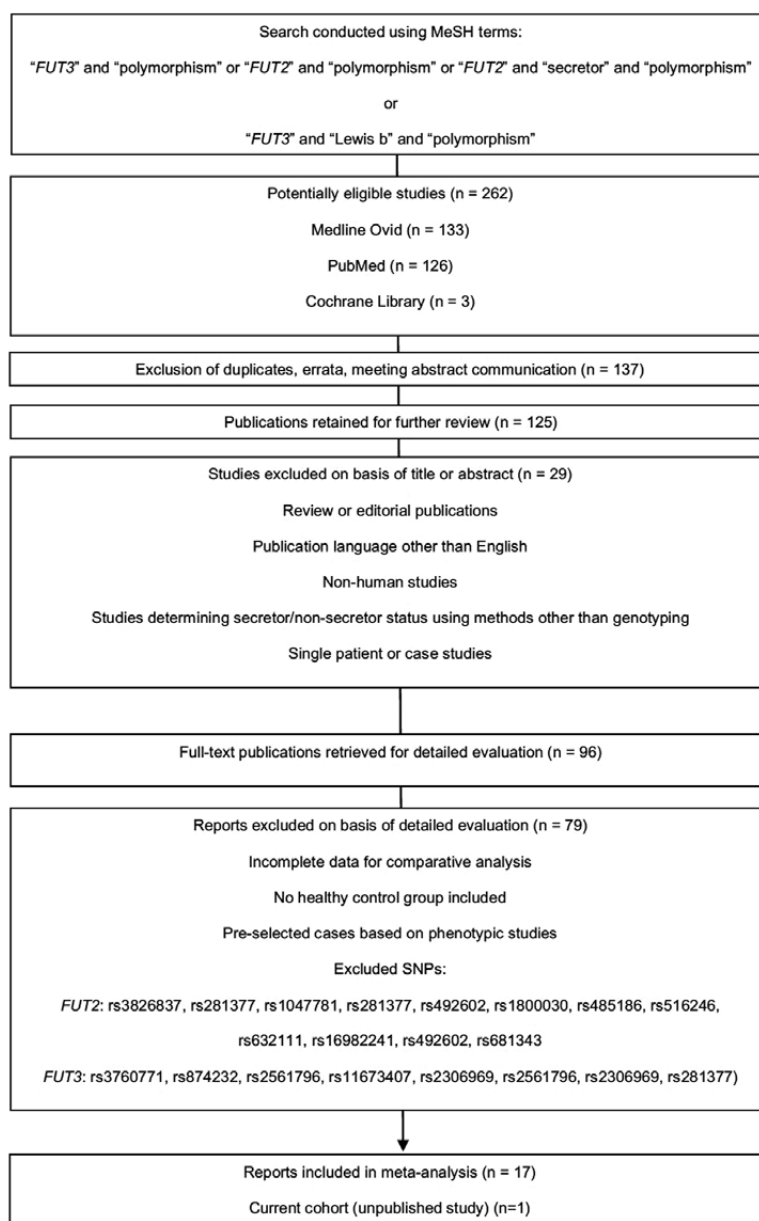 Search conducted using MeSH terms:
“FUT3” and “polymorphism” or “FUT2” and “polymorphism” or “FUT2” and “secretor” and “polymorphism”
or
“FUT3” and “Lewis b” and “polymorphism”
Potentially eligible studies (n = 262)
Medline Ovid (n = 133)
PubMed (n = 126)
Cochrane Library (n = 3)
Exclusion of duplicates, errata, meeting abstract communication (n = 137)
Publications retained for further review (n = 125)
Studies excluded on basis of title or abstract (n = 29)
Review or editorial publications
Publication language other than English
Non-human studies
Studies determining secretor/non-secretor status using methods other than genotyping
Single patient or case studies
Full-text publications retrieved for detailed evaluation (n = 96)
Reports excluded on basis of detailed evaluation (n = 79)
Incomplete data for comparative analysis
No healthy control group included
Pre-selected cases based on phenotypic studies
Excluded SNPs:
FUT2: rs3826837, rs281377, rs1047781, rs281377, rs492602, rs1800030, rs485186, rs516246,
rs632111, rs16982241, rs492602, rs681343
FUT3: rs3760771, rs874232, rs2561796, rs11673407, rs2306969, rs2561796, rs2306969, rs281377)
Reports included in meta-analysis (n = 17)
Current cohort (unpublished study) (n=1)